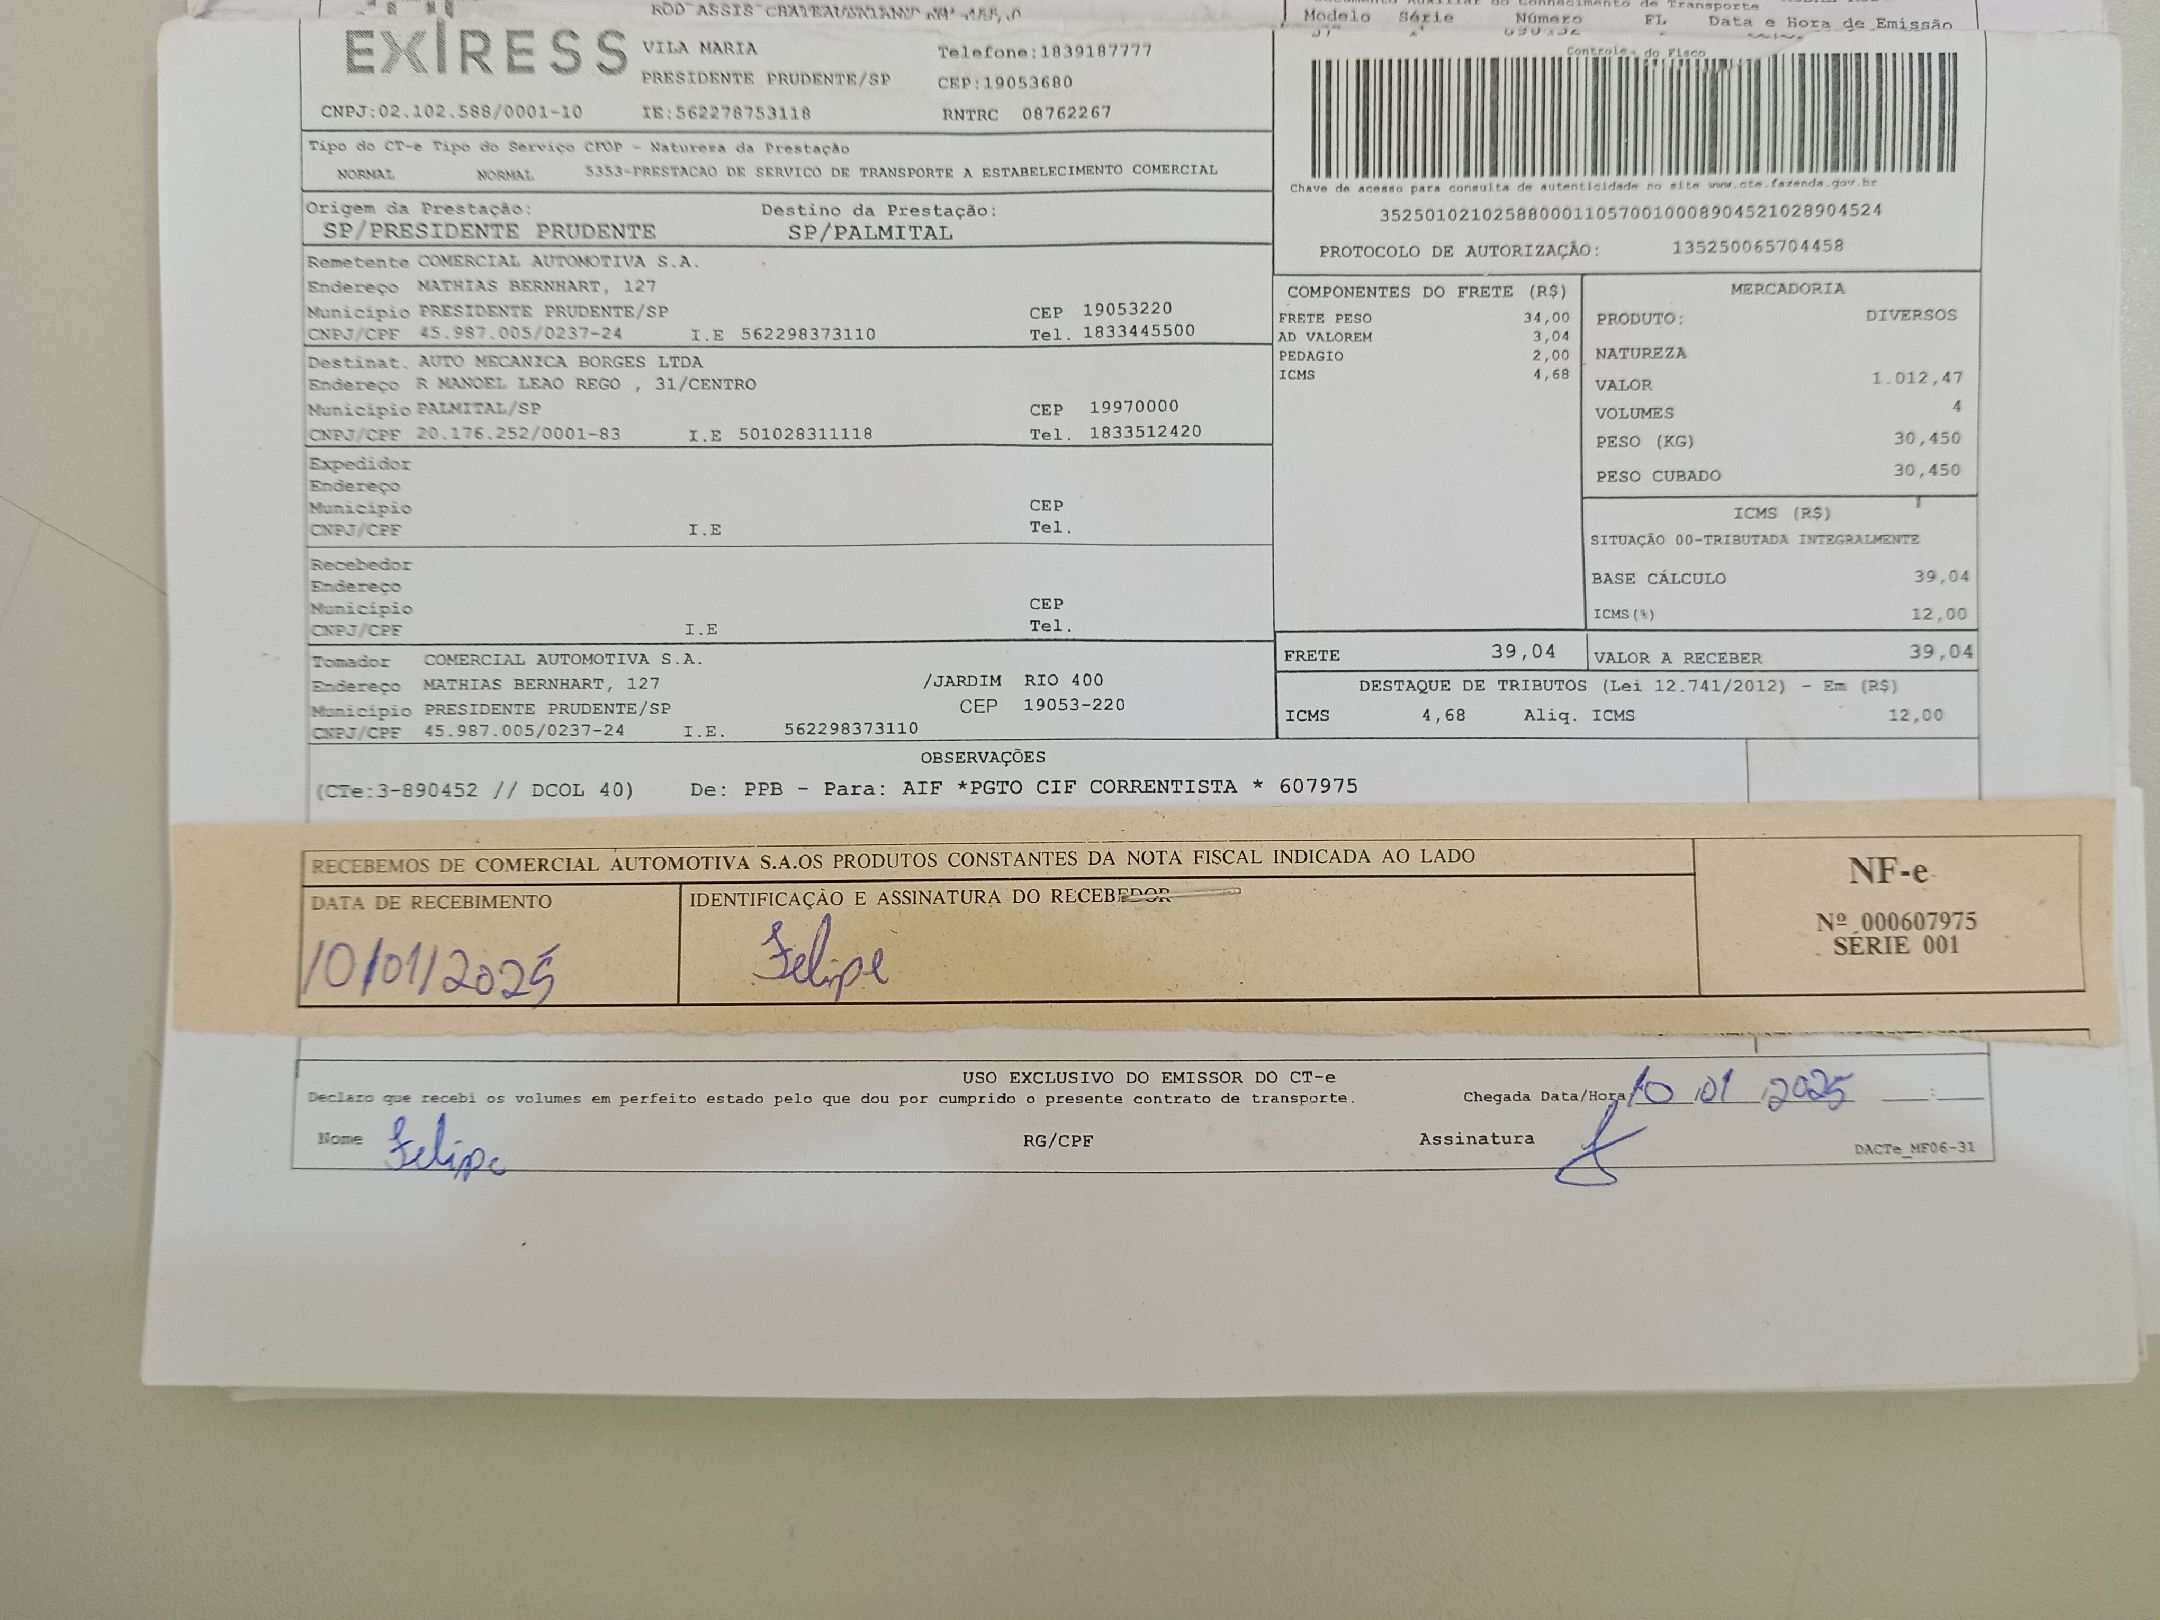 ROD ASSIS CHATEAUBRIAND
Conhecimento de Transporte
Modelo Série Número FL Data e Hora de Emissão
EXPRESS
VILA MARIA Telefone:1839187777
PRESIDENTE PRUDENTE/SP CEP:19053680
CNPJ:02.102.588/0001-10 IE:562278753118 RNTRC 08762267
Controle do Fisco
Tipo do CT-e Tipo do Serviço CFOP - Natureza da Prestação
NORMAL NORMAL 5353-PRESTACAO DE SERVICO DE TRANSPORTE A ESTABELECIMENTO COMERCIAL
Chave de acesso para consulta de autenticidade no site www.cte.fazenda.gov.br
35250102102588000110570010008904521028904524
PROTOCOLO DE AUTORIZAÇÃO: 135250065704458
Origem da Prestação: Destino da Prestação:
SP/PRESIDENTE PRUDENTE SP/PALMITAL
Remetente COMERCIAL AUTOMOTIVA S.A.
Endereço MATHIAS BERNHART, 127
Município PRESIDENTE PRUDENTE/SP CEP 19053220
CNPJ/CPF 45.987.005/0237-24 I.E 562298373110 Tel. 1833445500
Destinat. AUTO MECANICA BORGES LTDA
Endereço R MANOEL LEAO REGO , 31/CENTRO
Município PALMITAL/SP CEP 19970000
CNPJ/CPF 20.176.252/0001-83 I.E 501028311118 Tel. 1833512420
Expedidor
Endereço
Município CEP
CNPJ/CPF I.E Tel.
Recebedor
Endereço
Município CEP
CNPJ/CPF I.E Tel.
Tomador COMERCIAL AUTOMOTIVA S.A.
Endereço MATHIAS BERNHART, 127 /JARDIM RIO 400
Município PRESIDENTE PRUDENTE/SP CEP 19053-220
CNPJ/CPF 45.987.005/0237-24 I.E. 562298373110
COMPONENTES DO FRETE (R$)
FRETE PESO 34,00
AD VALOREM 3,04
PEDAGIO 2,00
ICMS 4,68
MERCADORIA
PRODUTO: DIVERSOS
NATUREZA
VALOR 1.012,47
VOLUMES 4
PESO (KG) 30,450
PESO CUBADO 30,450
ICMS (R$)
SITUAÇÃO 00-TRIBUTADA INTEGRALMENTE
BASE CÁLCULO 39,04
ICMS(%) 12,00
FRETE 39,04 VALOR A RECEBER 39,04
DESTAQUE DE TRIBUTOS (Lei 12.741/2012) - Em (R$)
ICMS 4,68 Aliq. ICMS 12,00
OBSERVAÇÕES
(CTe:3-890452 // DCOL 40) De: PPB - Para: AIF *PGTO CIF CORRENTISTA * 607975
RECEBEMOS DE COMERCIAL AUTOMOTIVA S.A.OS PRODUTOS CONSTANTES DA NOTA FISCAL INDICADA AO LADO
DATA DE RECEBIMENTO IDENTIFICAÇÃO E ASSINATURA DO RECEBEDOR
10/01/2025 Felipe
NF-e
Nº 000607975
SÉRIE 001
USO EXCLUSIVO DO EMISSOR DO CT-e
Declaro que recebi os volumes em perfeito estado pelo que dou por cumprido o presente contrato de transporte. Chegada Data/Hora 10 /01 /2025 ___:___
Nome Felipe RG/CPF Assinatura DACTe_MF06-31